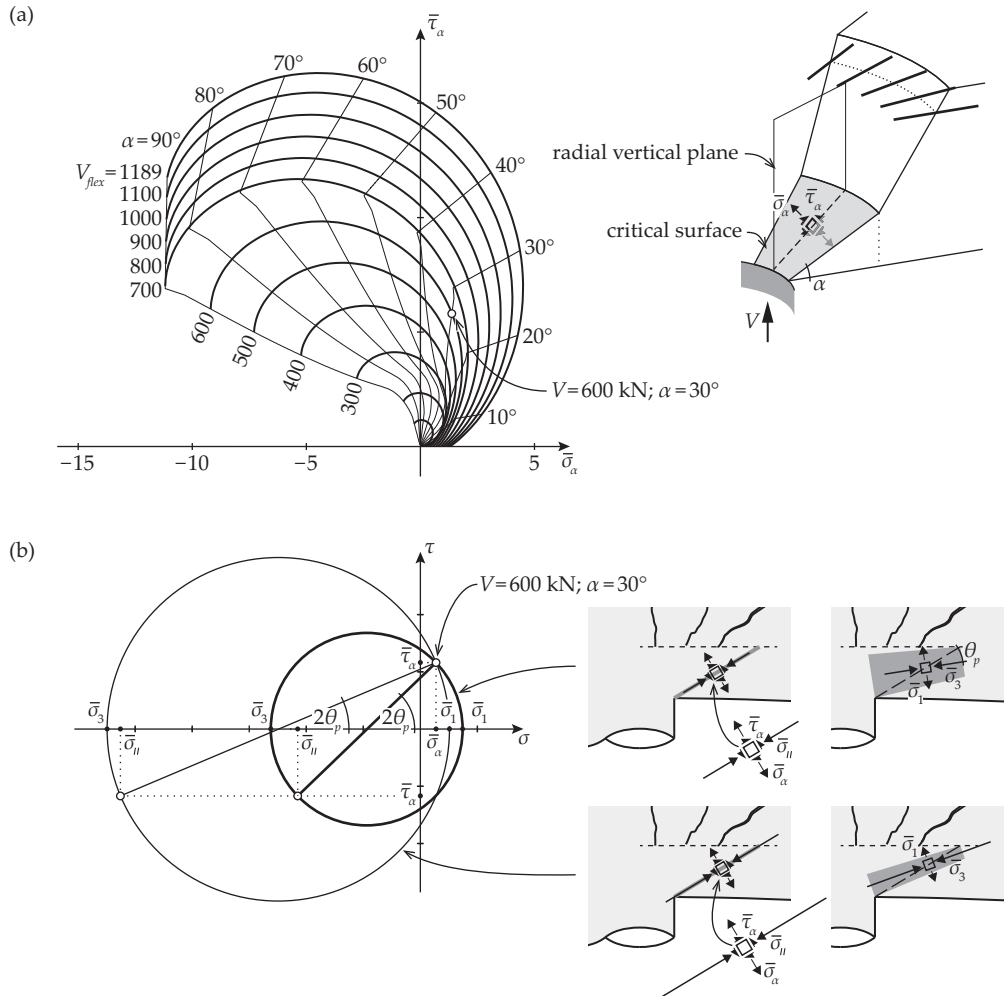 (a)
τ̄α
80°
70°
60°
50°
40°
30°
20°
10°
α = 90°
Vflex = 1189
1100
1000
900
800
700
600
500
400
300
V = 600 kN; α = 30°
−15
−10
−5
0
5
σ̄α
radial vertical plane
critical surface
σ̄α
τ̄α
α
V
(b)
τ
V = 600 kN; α = 30°
τ̄α
σ̄3
σ̄3
2θp
2θp
σ̄1
σ̄1
σ̄II
σ̄II
σ̄α
σ
τ̄α
0
τ̄α
σ̄II
σ̄α
θp
σ̄1
σ̄3
τ̄α
σ̄II
σ̄α
σ̄1
σ̄3